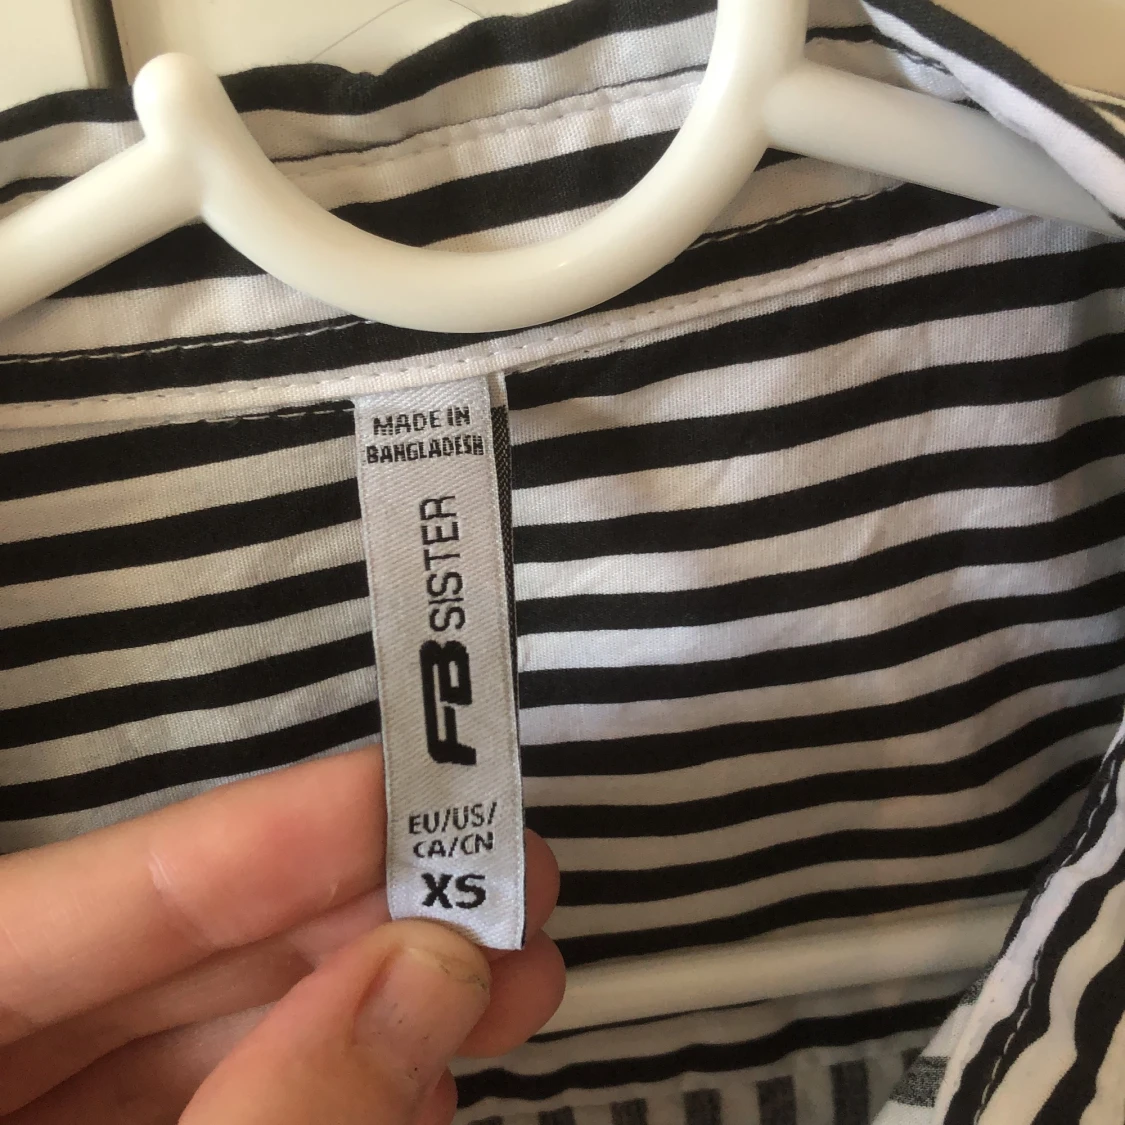 MADE IN
BANGLADESH
FB SISTER
EU/US/
CA/CN
XS